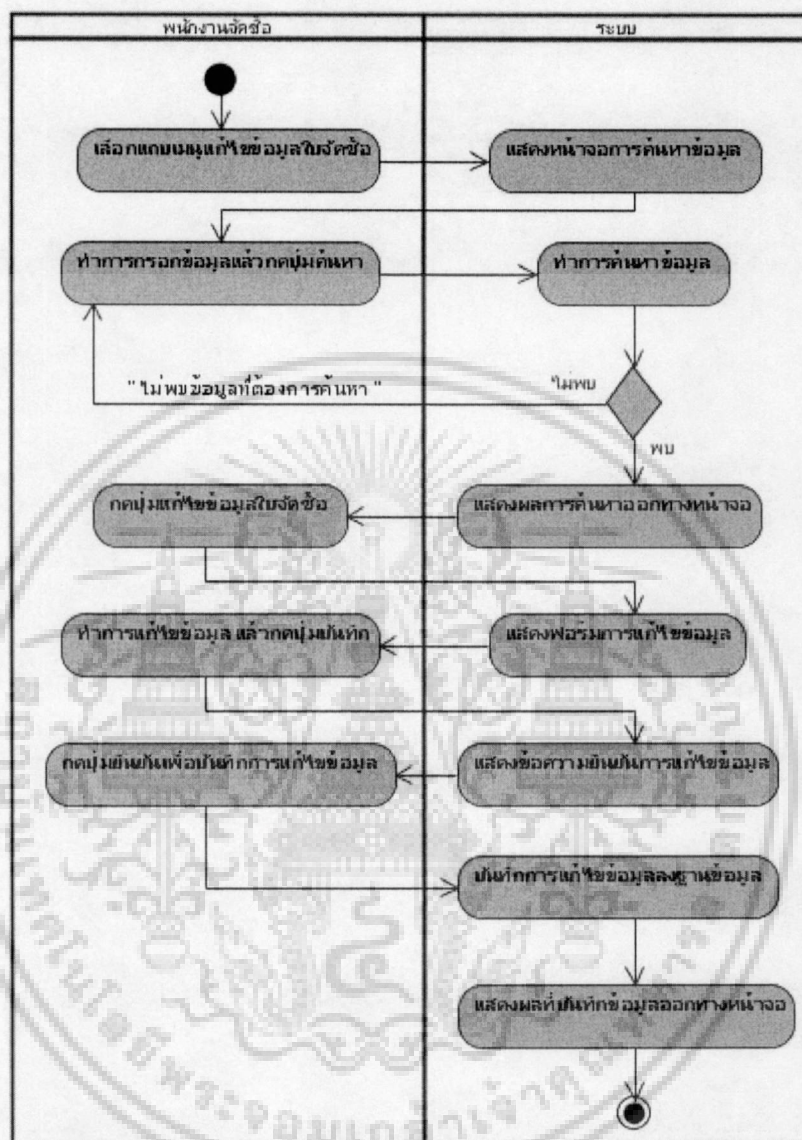 พนักงานจัดซื้อ
ระบบ
เลือกแถบเมนูแก้ไขข้อมูลใบจัดซื้อ
แสดงหน้าจอการค้นหาข้อมูล
ทำการกรอกข้อมูลแล้วกดปุ่มค้นหา
ทำการค้นหาข้อมูล
" ไม่พบข้อมูลที่ต้องการค้นหา "
ไม่พบ
พบ
กดปุ่มแก้ไขข้อมูลใบจัดซื้อ
แสดงผลการค้นหาออกทางหน้าจอ
ทำการแก้ไขข้อมูล แล้วกดปุ่มบันทึก
แสดงฟอร์มการแก้ไขข้อมูล
กดปุ่มยืนยันเพื่อบันทึกการแก้ไขข้อมูล
แสดงข้อความยืนยันการแก้ไขข้อมูล
บันทึกการแก้ไขข้อมูลลงฐานข้อมูล
แสดงผลที่บันทึกข้อมูลออกทางหน้าจอ